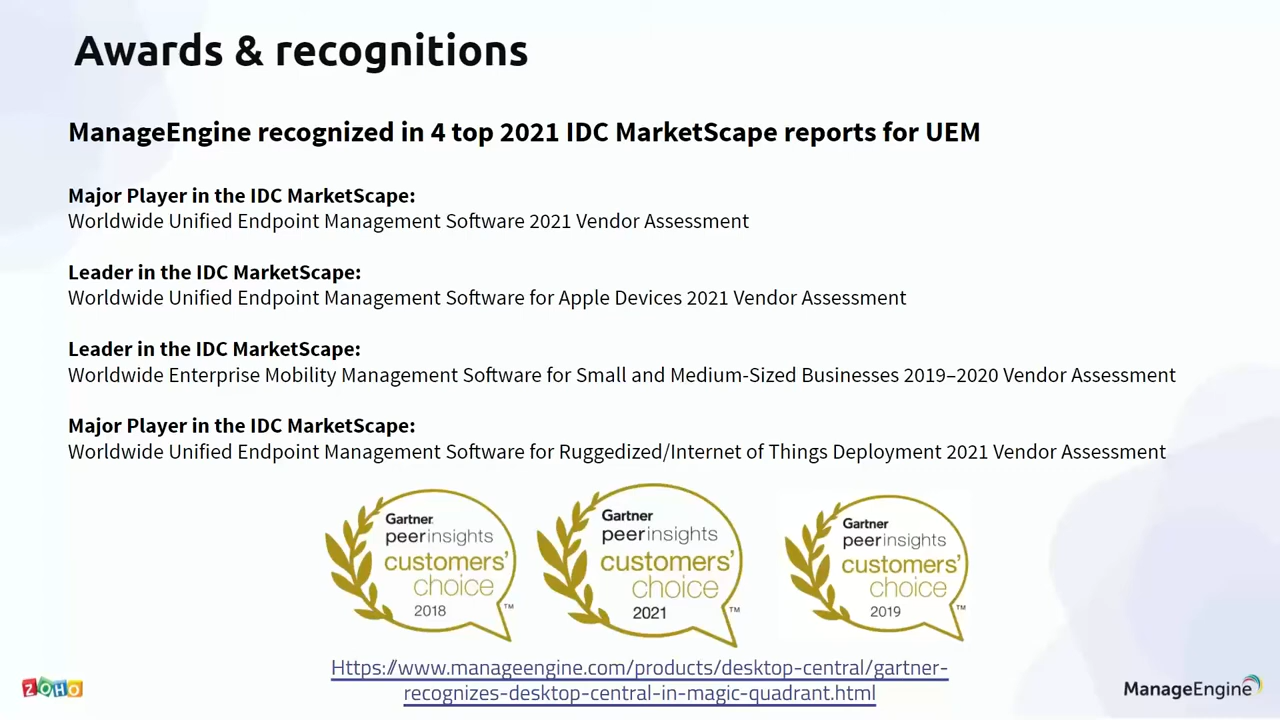 Awards & recognitions
ManageEngine recognized in 4 top 2021 IDC MarketScape reports for UEM
Major Player in the IDC MarketScape:
Worldwide Unified Endpoint Management Software 2021 Vendor Assessment
Leader in the IDC MarketScape:
Worldwide Unified Endpoint Management Software for Apple Devices 2021 Vendor Assessment
Leader in the IDC MarketScape:
Worldwide Enterprise Mobility Management Software for Small and Medium-Sized Businesses 2019–2020 Vendor Assessment
Major Player in the IDC MarketScape:
Worldwide Unified Endpoint Management Software for Ruggedized/Internet of Things Deployment 2021 Vendor Assessment
Gartner
peerinsights
customers'
choice
2018
TM
Gartner
peerinsights
customers'
choice
2021
TM
Gartner
peerinsights
customers'
choice
2019
TM
Https://www.manageengine.com/products/desktop-central/gartner-
recognizes-desktop-central-in-magic-quadrant.html
ZOHO
ManageEngine